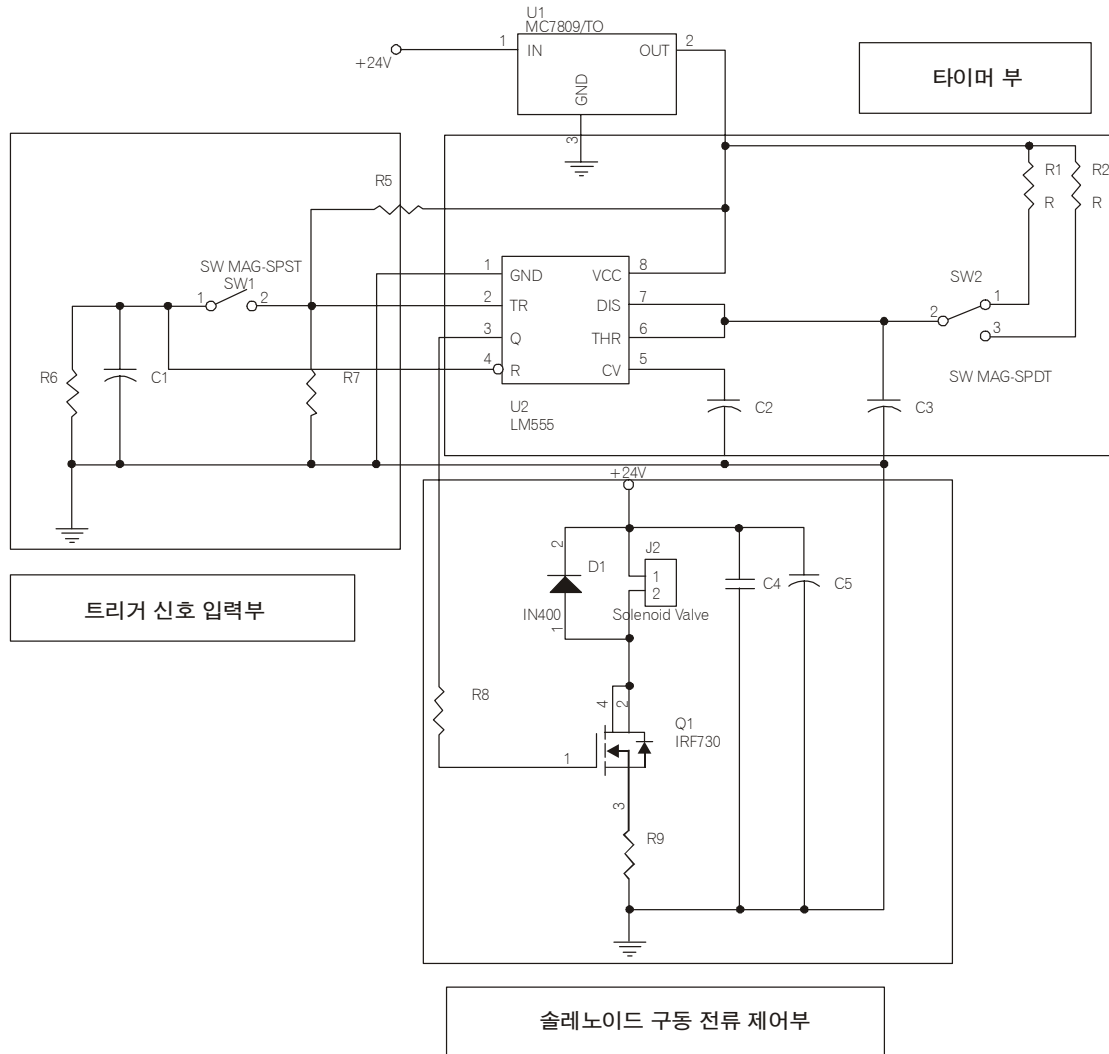 U1
MC7809/TO
1 IN OUT 2
+24V
GND
3
타이머 부
R1 R2
R R
R5
SW MAG-SPST
SW1
1 2
1 GND VCC 8
2 TR DIS 7
3 Q THR 6
4 R CV 5
U2
LM555
SW2
1
2
3
SW MAG-SPDT
R6 C1 R7
C2 C3
+24V
트리거 신호 입력부
2
D1
IN400
1
J2
1
2
Solenoid Valve
C4 C5
R8
4 2
Q1
IRF730
1
3
R9
솔레노이드 구동 전류 제어부